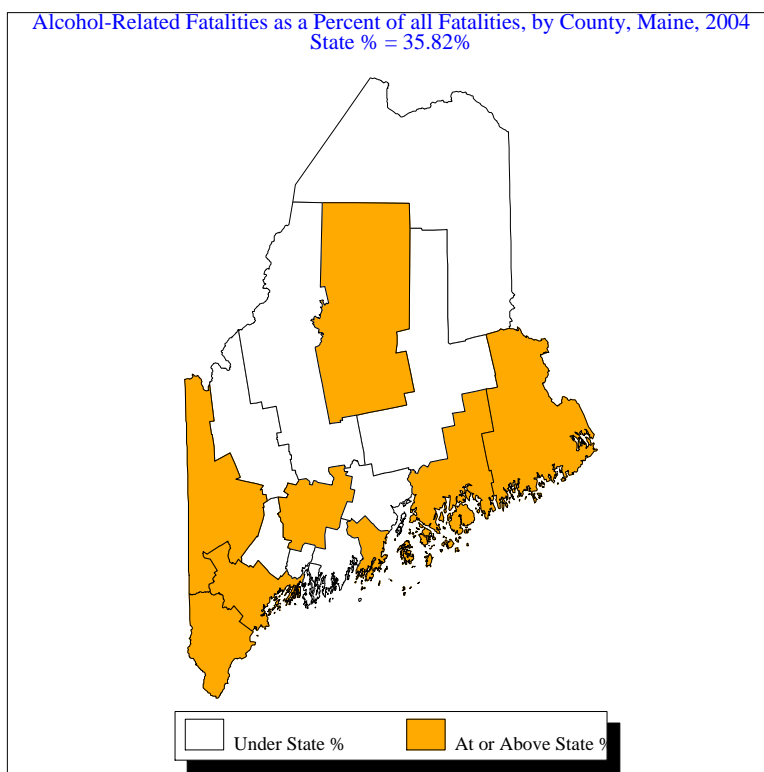 Alcohol-Related Fatalities as a Percent of all Fatalities, by County, Maine, 2004
State % = 35.82%
Under State % At or Above State %